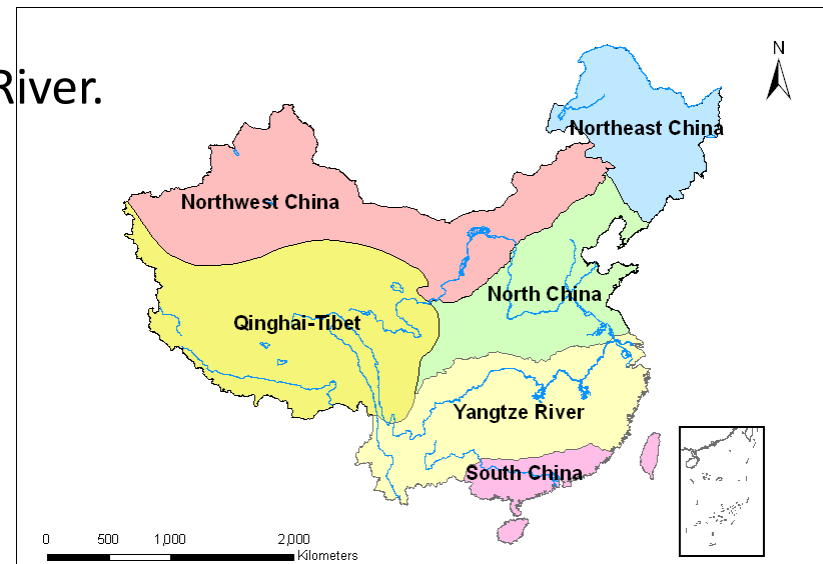 River.
N
Northeast China
Northwest China
North China
Qinghai-Tibet
Yangtze River
South China
0 500 1,000 2,000
Kilometers